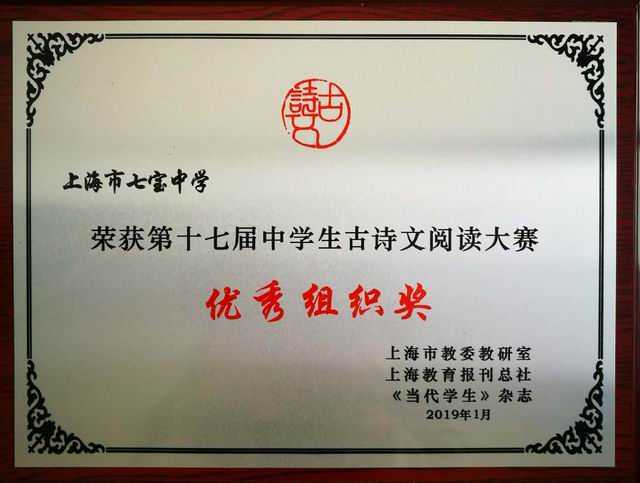 古詩文
上海市七宝中学
荣获第十七届中学生古诗文阅读大赛
优秀组织奖
上海市教委教研室
上海教育报刊总社
《当代学生》杂志
2019年1月